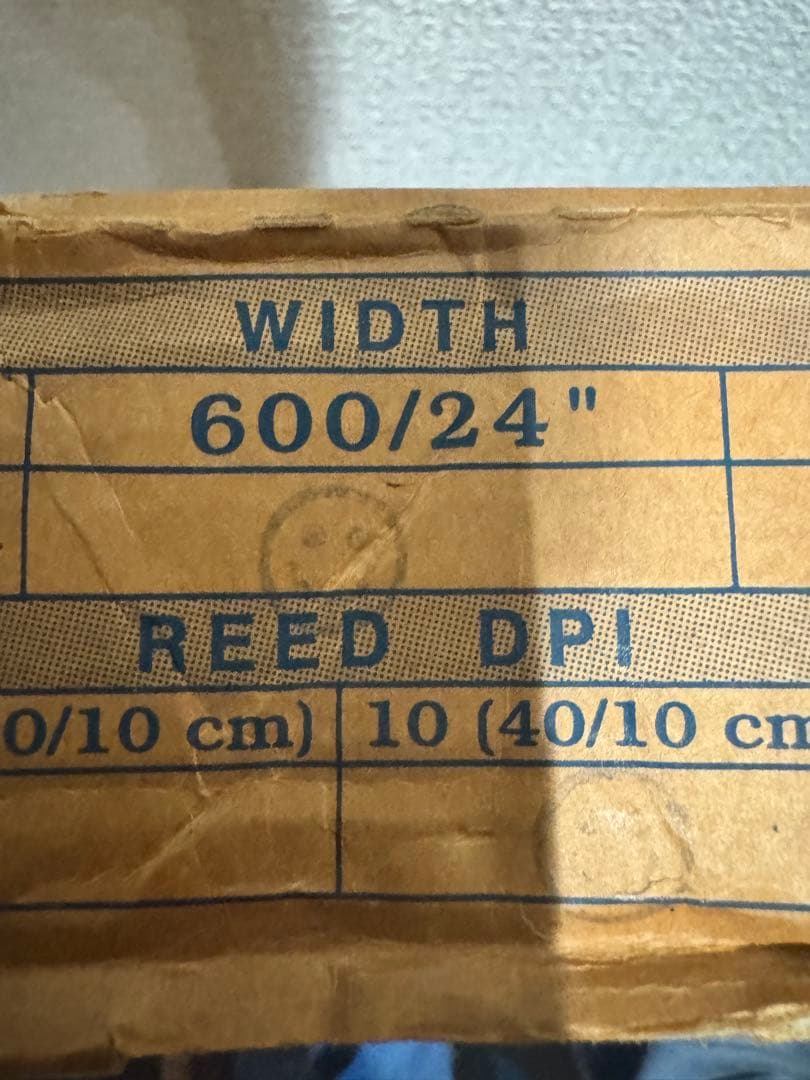 WIDTH
600/24"
REED DPI
0/10 cm) 10 (40/10 cm